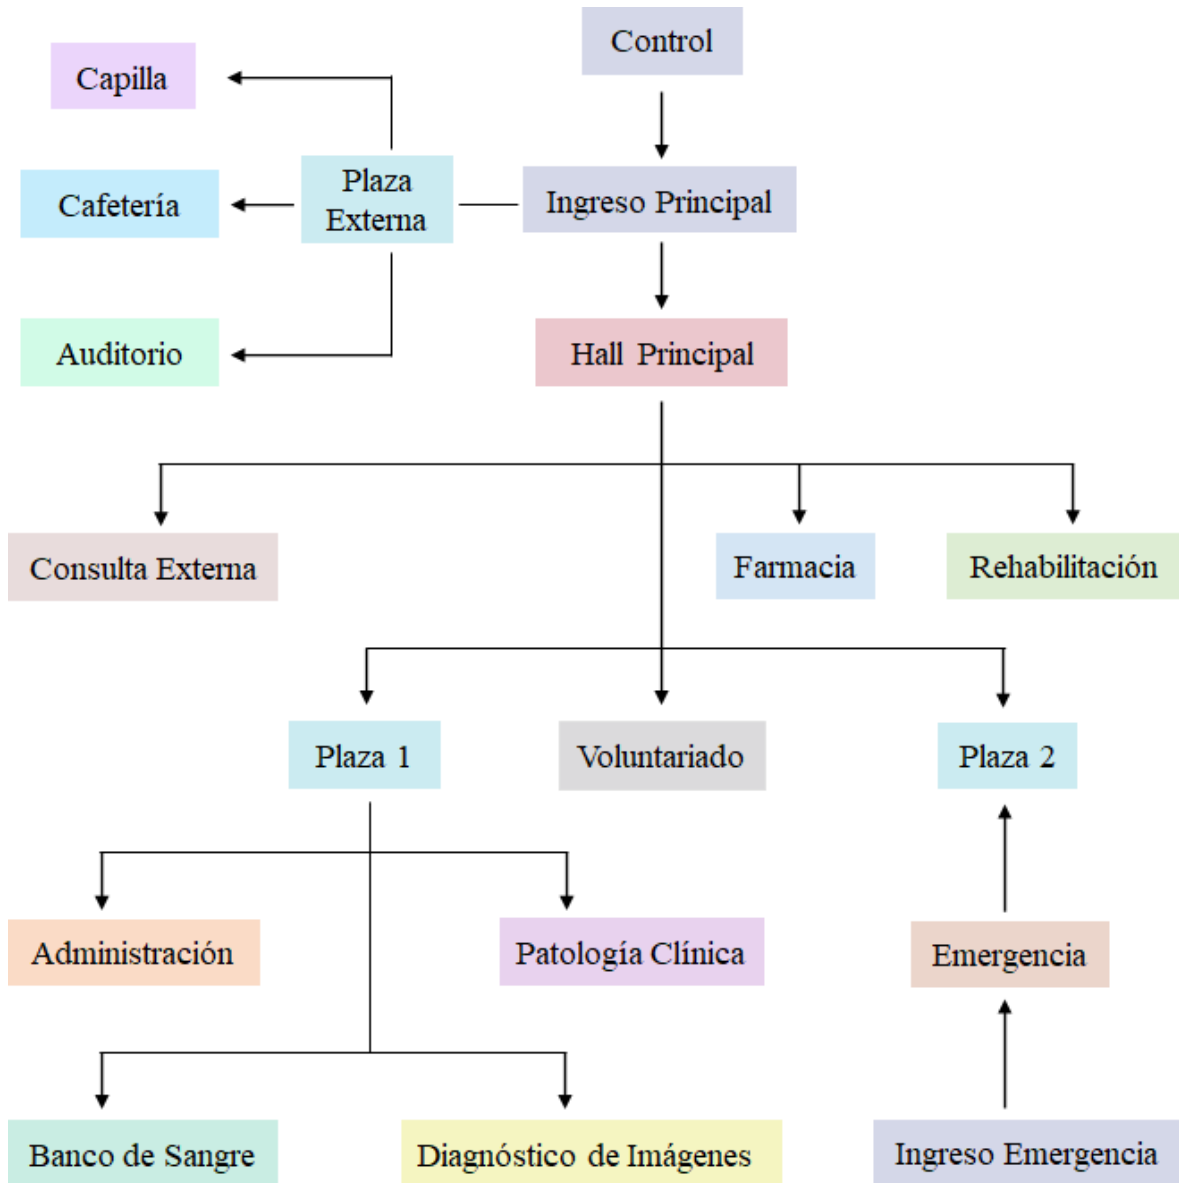 Control
Capilla
Plaza
Externa
Cafetería
Ingreso Principal
Auditorio
Hall Principal
Consulta Externa
Farmacia
Rehabilitación
Plaza 1
Voluntariado
Plaza 2
Administración
Patología Clínica
Emergencia
Banco de Sangre
Diagnóstico de Imágenes
Ingreso Emergencia